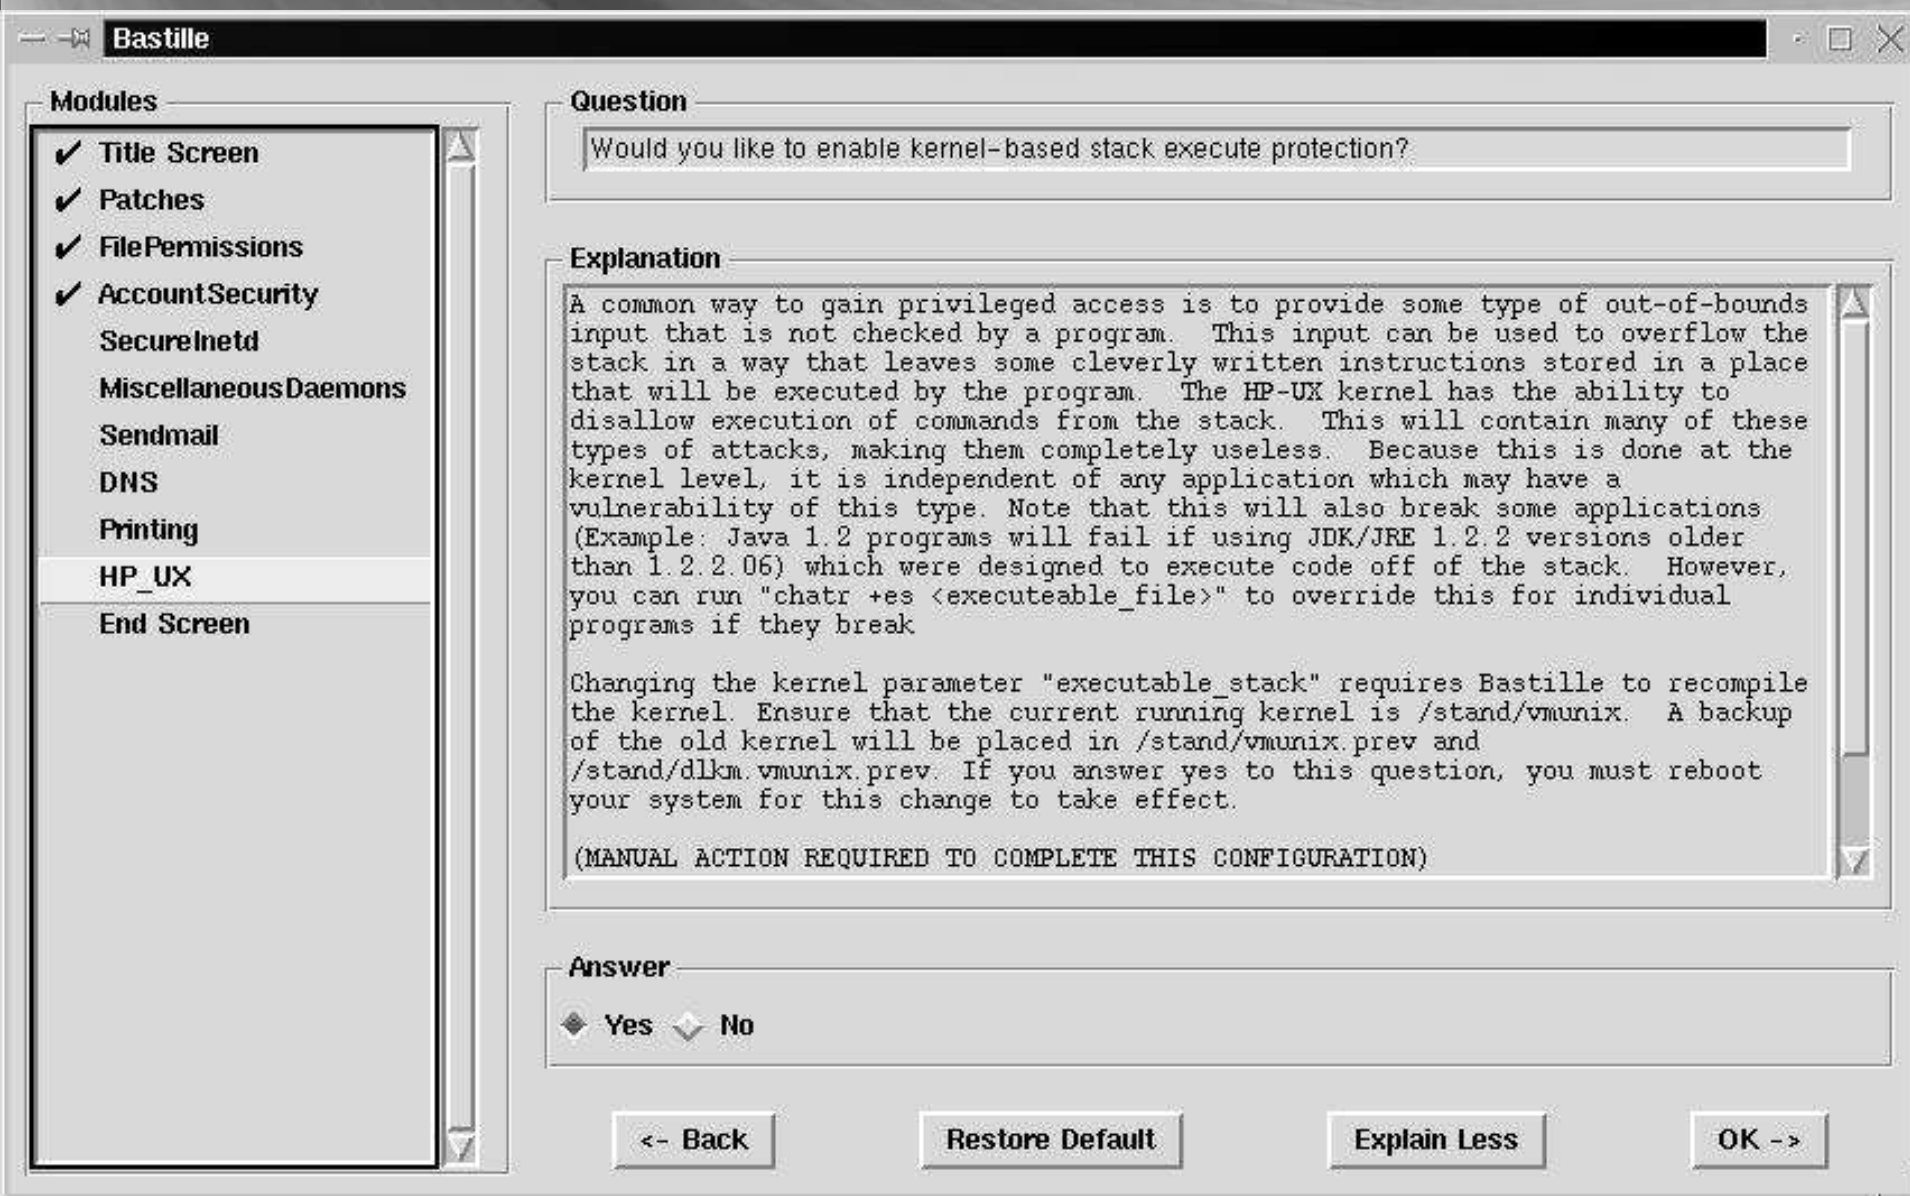 Bastille
Modules
✔ Title Screen
✔ Patches
✔ FilePermissions
✔ AccountSecurity
SecureInetd
MiscellaneousDaemons
Sendmail
DNS
Printing
HP_UX
End Screen
Question
Would you like to enable kernel-based stack execute protection?
Explanation
A common way to gain privileged access is to provide some type of out-of-bounds
input that is not checked by a program.  This input can be used to overflow the
stack in a way that leaves some cleverly written instructions stored in a place
that will be executed by the program.  The HP-UX kernel has the ability to
disallow execution of commands from the stack.  This will contain many of these
types of attacks, making them completely useless.  Because this is done at the
kernel level, it is independent of any application which may have a
vulnerability of this type. Note that this will also break some applications
(Example: Java 1.2 programs will fail if using JDK/JRE 1.2.2 versions older
than 1.2.2.06) which were designed to execute code off of the stack.  However,
you can run "chatr +es <executeable_file>" to override this for individual
programs if they break
Changing the kernel parameter "executable_stack" requires Bastille to recompile
the kernel. Ensure that the current running kernel is /stand/vmunix.  A backup
of the old kernel will be placed in /stand/vmunix.prev and
/stand/dlkm.vmunix.prev. If you answer yes to this question, you must reboot
your system for this change to take effect.
(MANUAL ACTION REQUIRED TO COMPLETE THIS CONFIGURATION)
Answer
Yes No
<- Back
Restore Default
Explain Less
OK ->